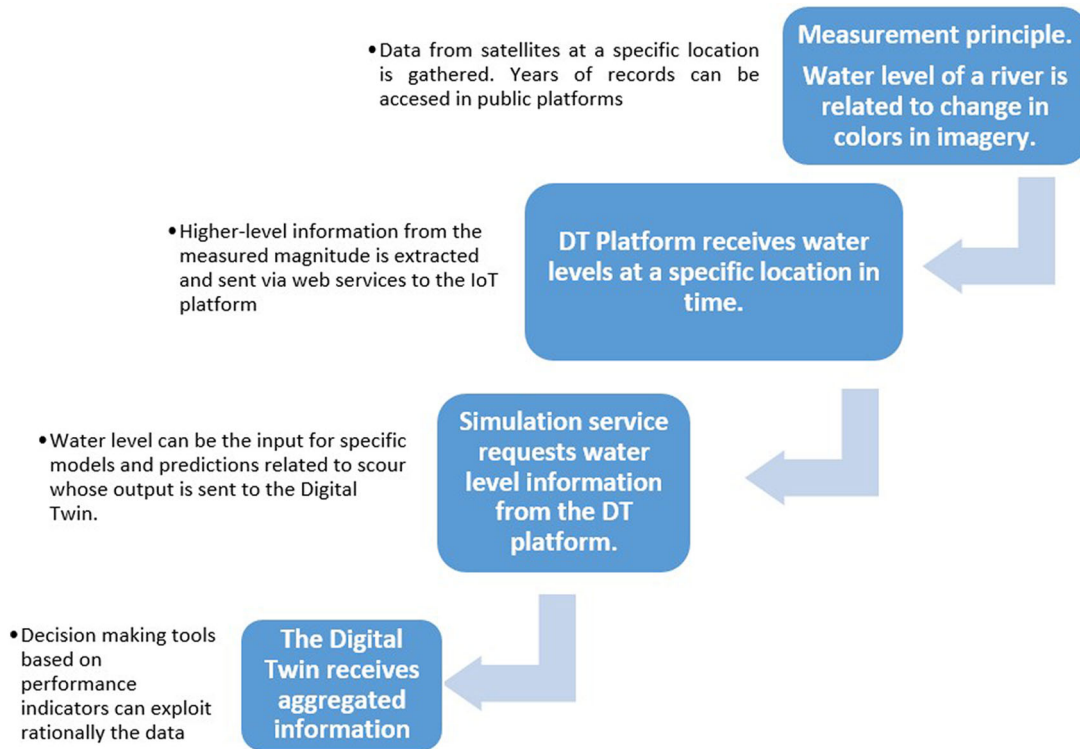 Measurement principle.
Water level of a river is
related to change in
colors in imagery.
•Data from satellites at a specific location
is gathered. Years of records can be
accesed in public platforms
DT Platform receives water
levels at a specific location in
time.
•Higher-level information from the
measured magnitude is extracted
and sent via web services to the IoT
platform
Simulation service
requests water
level information
from the DT
platform.
•Water level can be the input for specific
models and predictions related to scour
whose output is sent to the Digital
Twin.
The Digital
Twin receives
aggregated
information
•Decision making tools
based on
performance
indicators can exploit
rationally the data